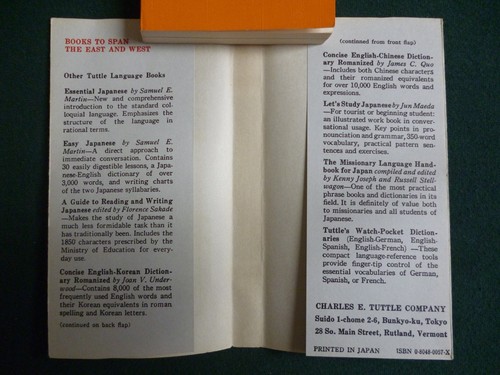 BOOKS TO SPAN
THE EAST AND WEST
Other Tuttle Language Books
Essential Japanese by Samuel E.
Martin—New and comprehensive
introduction to the standard col-
loquial language. Emphasizes the
structure of the language in
rational terms.
Easy Japanese by Samuel E.
Martin—A direct approach to
immediate conversation. Contains
30 easily digestible lessons, a Japa-
nese-English dictionary of over
3,000 words, and writing charts
of the two Japanese syllabaries.
A Guide to Reading and Writing
Japanese edited by Florence Sakade
—Makes the study of Japanese a
much less formidable task than it
has traditionally been. Includes the
1850 characters prescribed by the
Ministry of Education for every-
day use.
Concise English-Korean Diction-
ary Romanized by Joan V. Under-
wood—Contains 8,000 of the most
frequently used English words and
their Korean equivalents in roman
spelling and Korean letters.
(continued on back flap)
(continued from front flap)
Concise English-Chinese Diction-
ary Romanized by James C. Quo
—Includes both Chinese characters
and their romanized equivalents
for over 10,000 English words and
expressions.
Let's Study Japanese by Jun Maeda
—For tourist or beginning student:
an illustrated work book in conver-
sational usage. Key points in pro-
nunciation and grammar, 350-word
vocabulary, practical pattern sen-
tences and exercises.
The Missionary Language Hand-
book for Japan compiled and edited
by Kenny Joseph and Russell Stell-
wagon—One of the most practical
phrase books and dictionaries in its
field. It is definitely of value both
to missionaries and all students of
Japanese.
Tuttle's Watch-Pocket Diction-
aries (English-German, English-
Spanish, English-French) —These
compact language-reference tools
provide finger-tip control of the
essential vocabularies of German,
Spanish, or French.
CHARLES E. TUTTLE COMPANY
Suido 1-chome 2-6, Bunkyo-ku, Tokyo
28 So. Main Street, Rutland, Vermont
PRINTED IN JAPAN ISBN 0-8048-0057-X